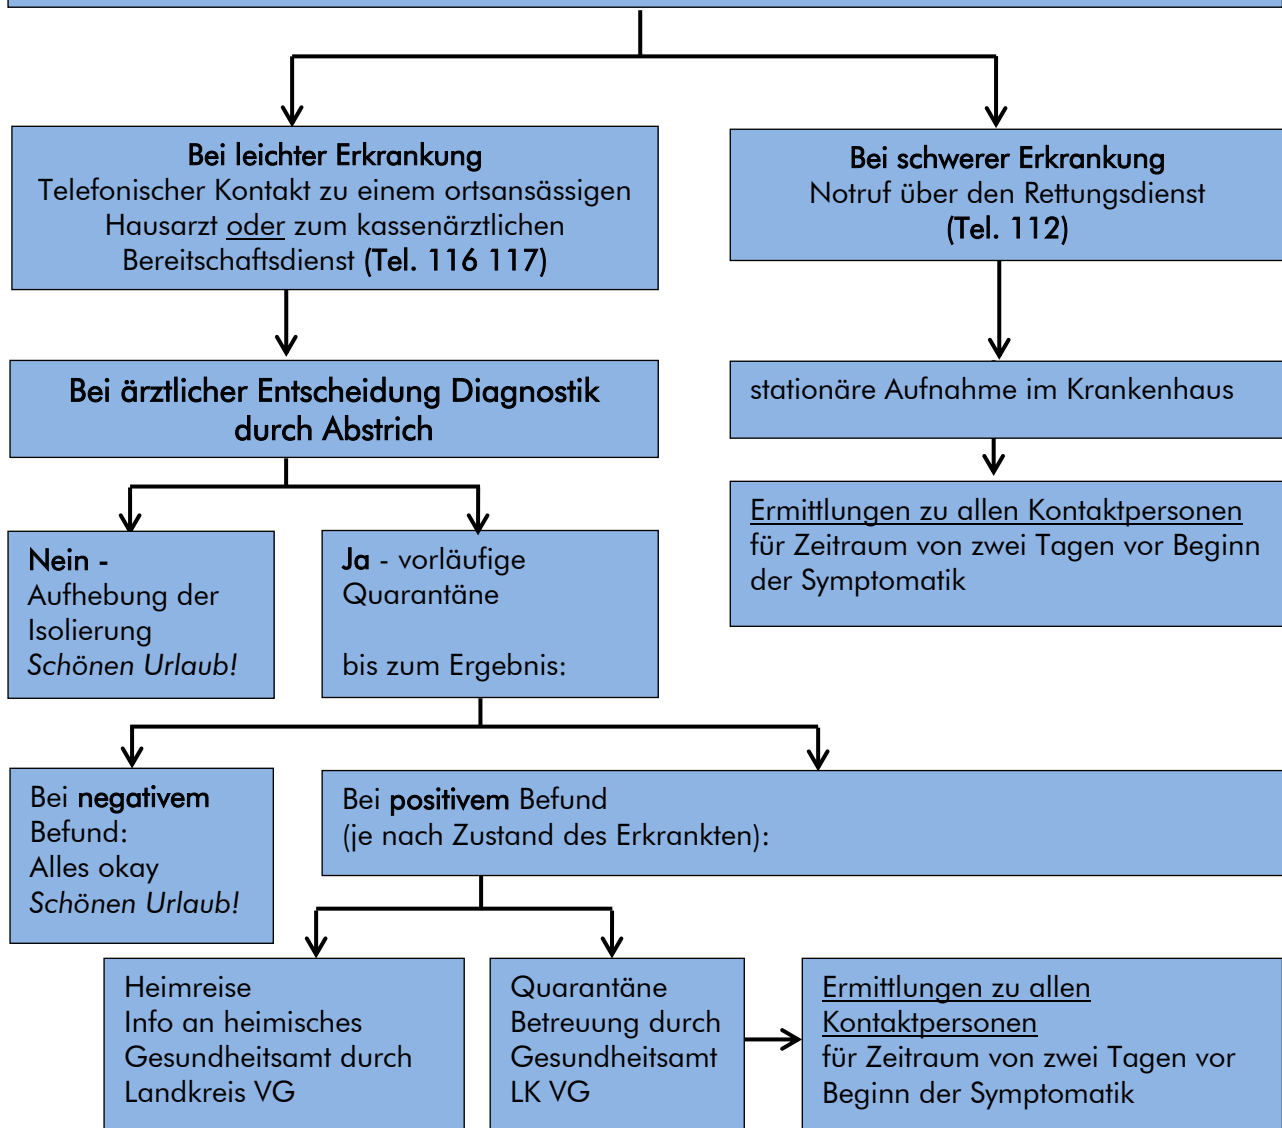 Bei leichter Erkrankung
Telefonischer Kontakt zu einem ortsansässigen
Hausarzt oder zum kassenärztlichen
Bereitschaftsdienst (Tel. 116 117)
Bei schwerer Erkrankung
Notruf über den Rettungsdienst
(Tel. 112)
Bei ärztlicher Entscheidung Diagnostik
durch Abstrich
stationäre Aufnahme im Krankenhaus
Ermittlungen zu allen Kontaktpersonen
für Zeitraum von zwei Tagen vor Beginn
der Symptomatik
Nein -
Aufhebung der
Isolierung
Schönen Urlaub!
Ja - vorläufige
Quarantäne
bis zum Ergebnis:
Bei negativem
Befund:
Alles okay
Schönen Urlaub!
Bei positivem Befund
(je nach Zustand des Erkrankten):
Heimreise
Info an heimisches
Gesundheitsamt durch
Landkreis VG
Quarantäne
Betreuung durch
Gesundheitsamt
LK VG
Ermittlungen zu allen
Kontaktpersonen
für Zeitraum von zwei Tagen vor
Beginn der Symptomatik